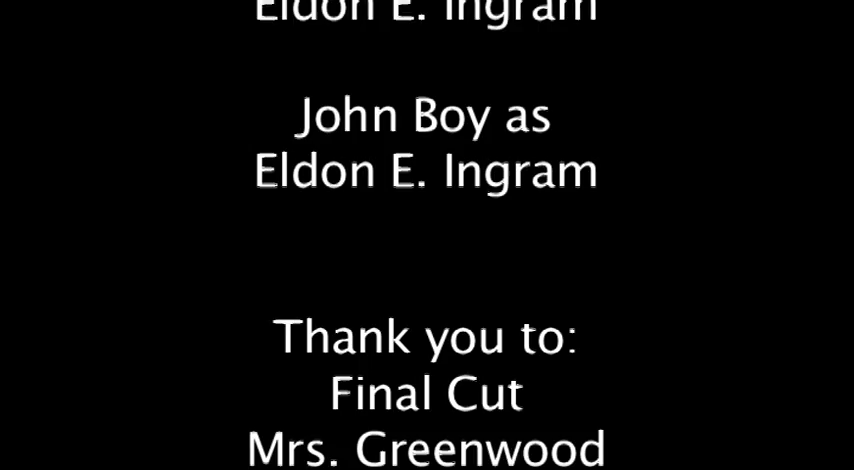 Eldon E. Ingram
John Boy as
Eldon E. Ingram
Thank you to:
Final Cut
Mrs. Greenwood